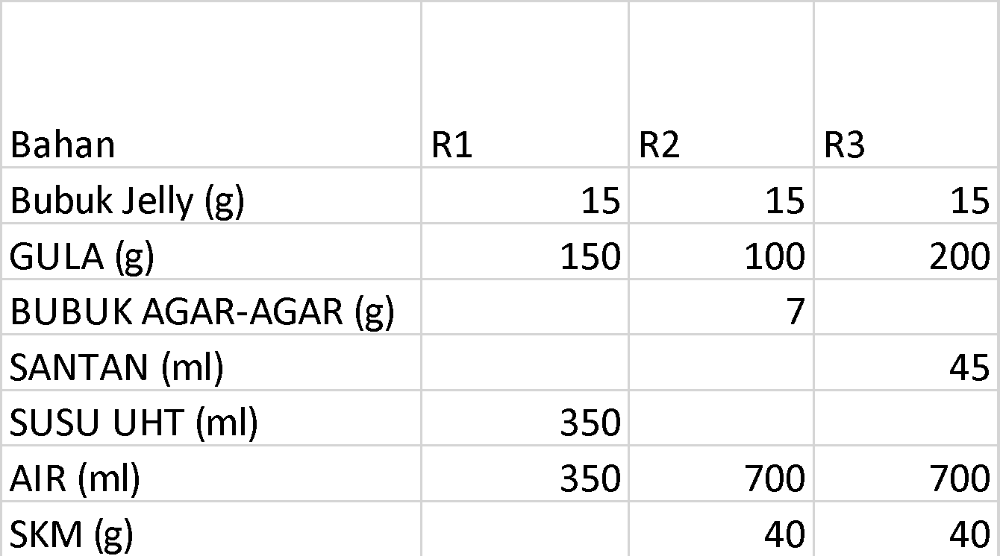 Bahan R1 R2 R3
Bubuk Jelly (g) 15 15 15
GULA (g) 150 100 200
BUBUK AGAR-AGAR (g) 7
SANTAN (ml) 45
SUSU UHT (ml) 350
AIR (ml) 350 700 700
SKM (g) 40 40